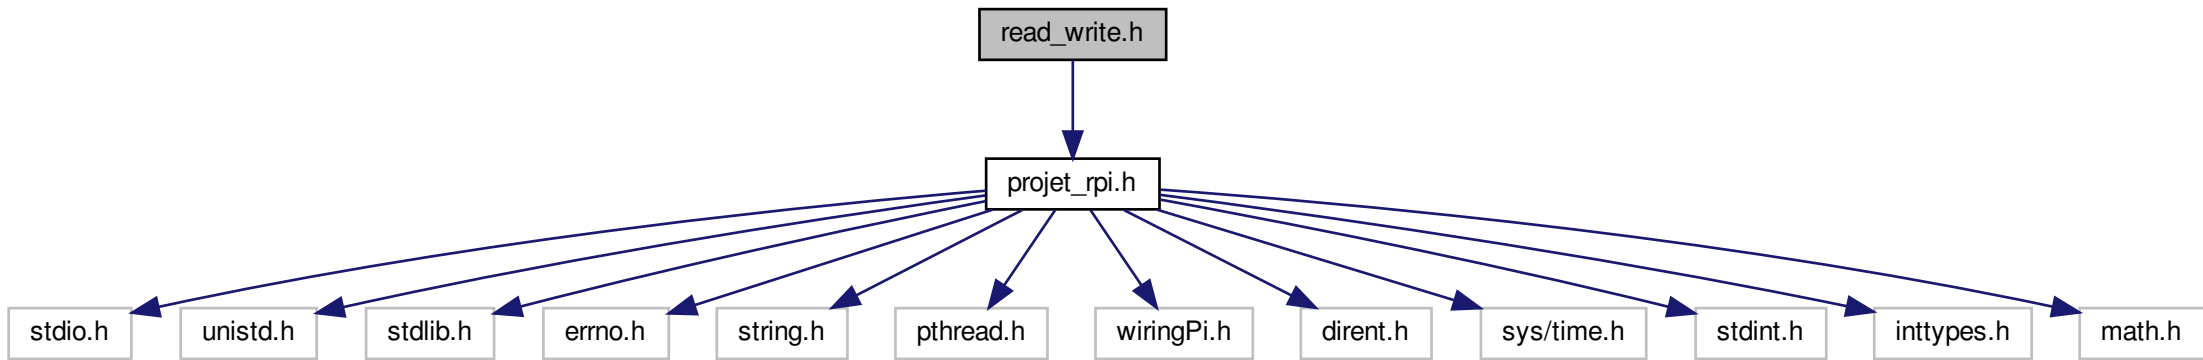 read_write.h
projet_rpi.h
stdio.h
unistd.h
stdlib.h
errno.h
string.h
pthread.h
wiringPi.h
dirent.h
sys/time.h
stdint.h
inttypes.h
math.h